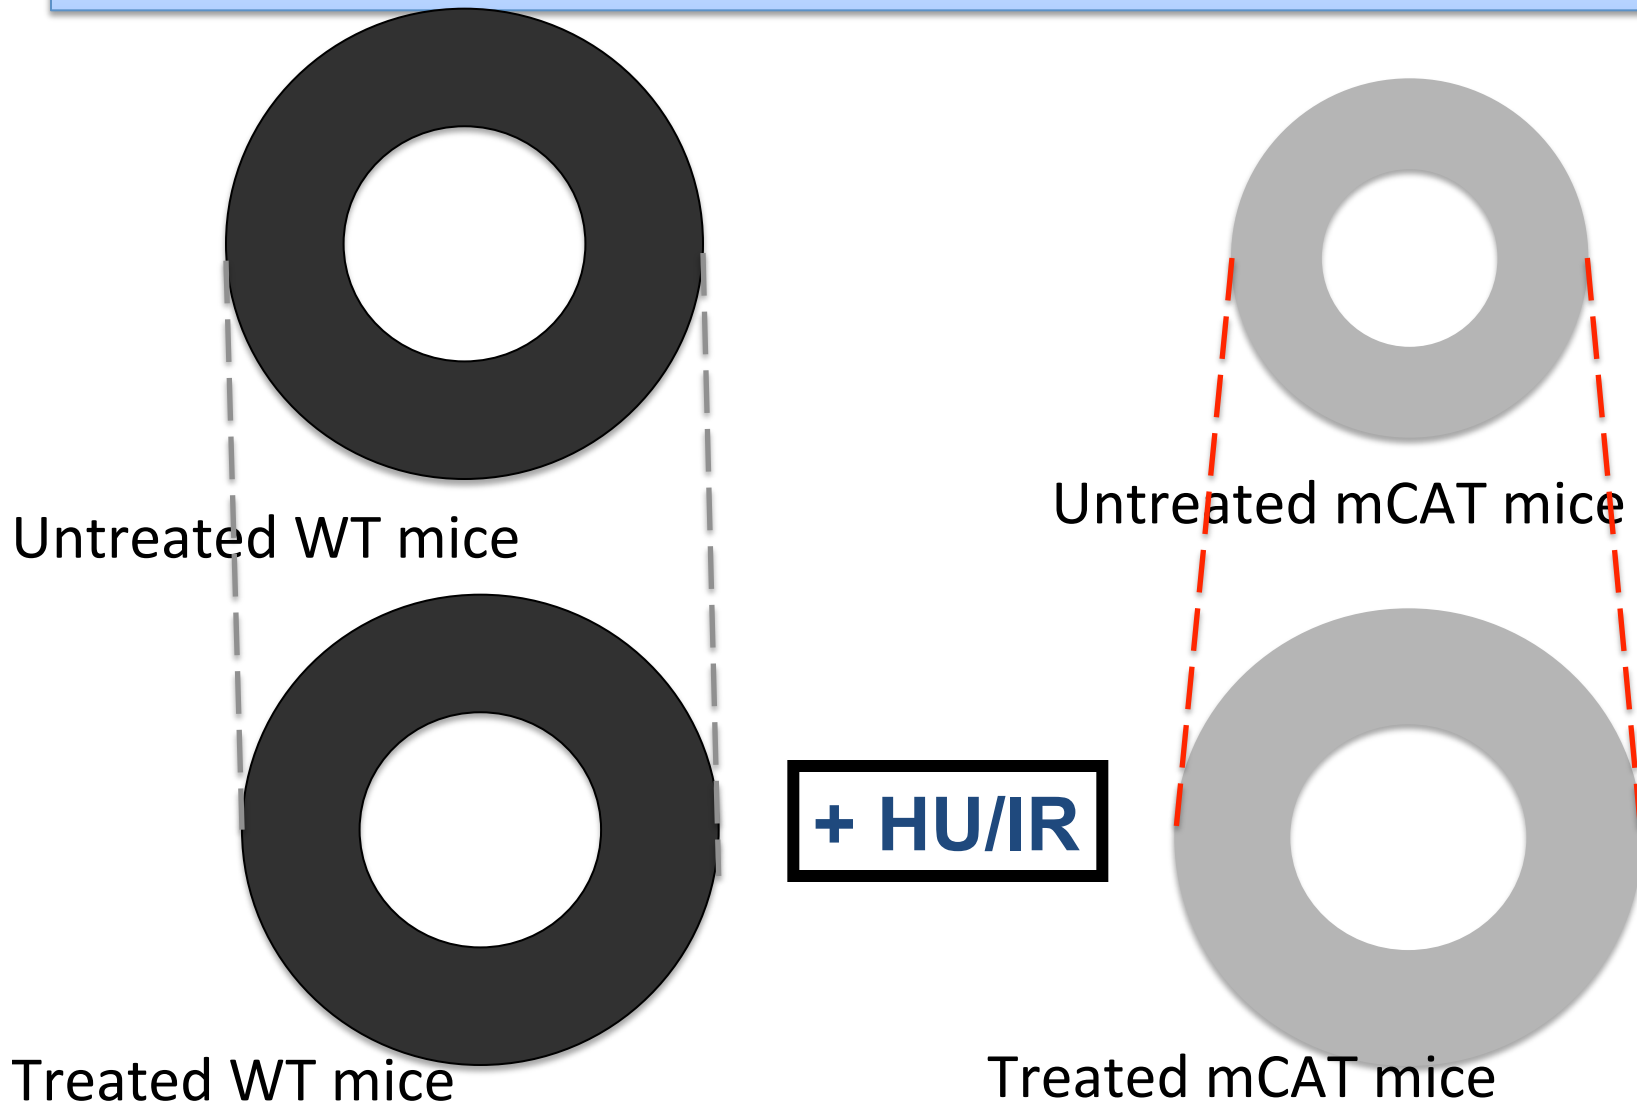 Untreated WT mice
Untreated mCAT mice
+ HU/IR
Treated WT mice
Treated mCAT mice